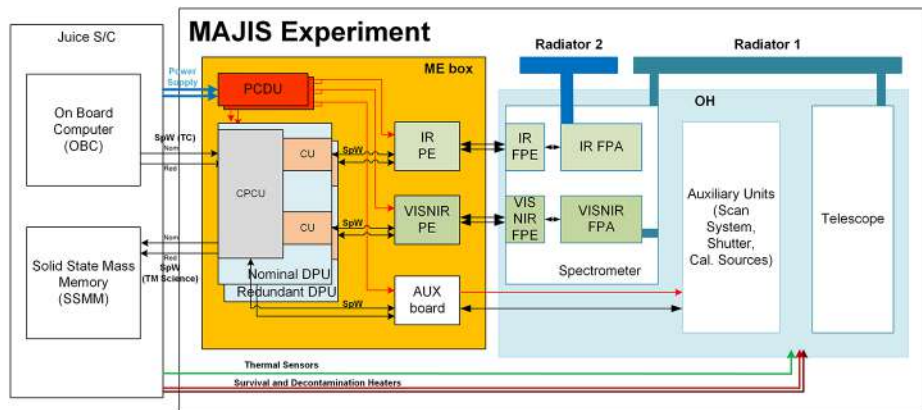 Juice S/C
MAJIS Experiment
Radiator 2
Radiator 1
ME box
OH
Power
Supply
PCDU
On Board
Computer
(OBC)
SpW (TC)
Nom
Red
CPCU
CU
CU
SpW
SpW
IR
PE
VISNIR
PE
IR
FPE
IR FPA
VIS
NIR
FPE
VISNIR
FPA
Spectrometer
Auxiliary Units
(Scan
System,
Shutter,
Cal. Sources)
Telescope
Solid State Mass
Memory
(SSMM)
Nom
Red
SpW
(TM Science)
Nominal DPU
Redundant DPU
SpW
AUX
board
Thermal Sensors
Survival and Decontamination Heaters